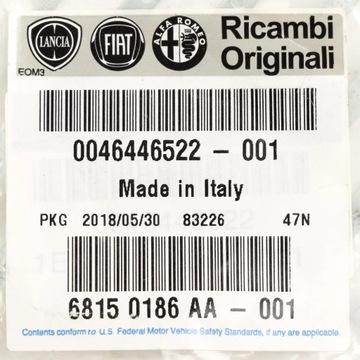 LANCIA FIAT ALFA ROMEO Ricambi
Originali
EOM3
0046446522 - 001
Made in Italy
PKG 2018/05/30 83226 47N
6815 0186 AA - 001
Contents conform to U.S. Federal Motor Vehicle Safety Standards, if any are applicable.